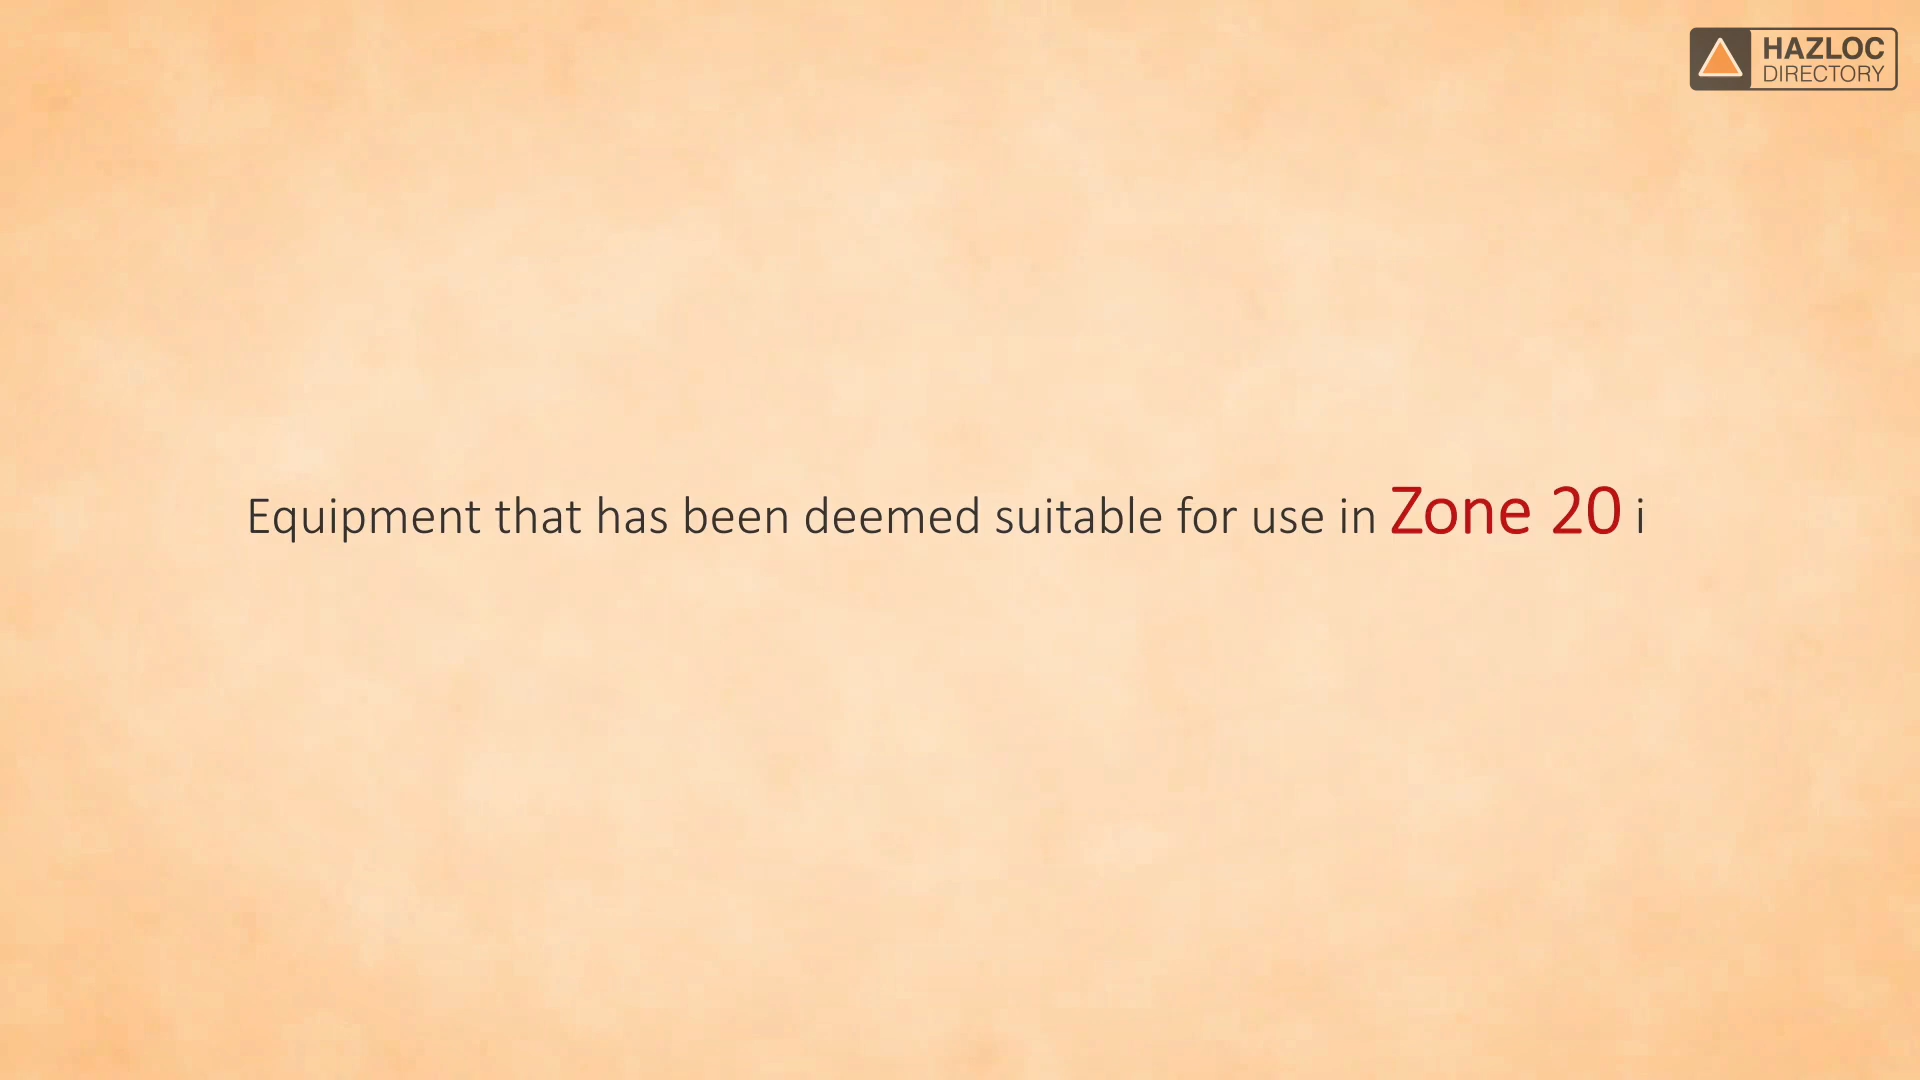 HAZLOC
DIRECTORY
Equipment that has been deemed suitable for use in Zone 20 i